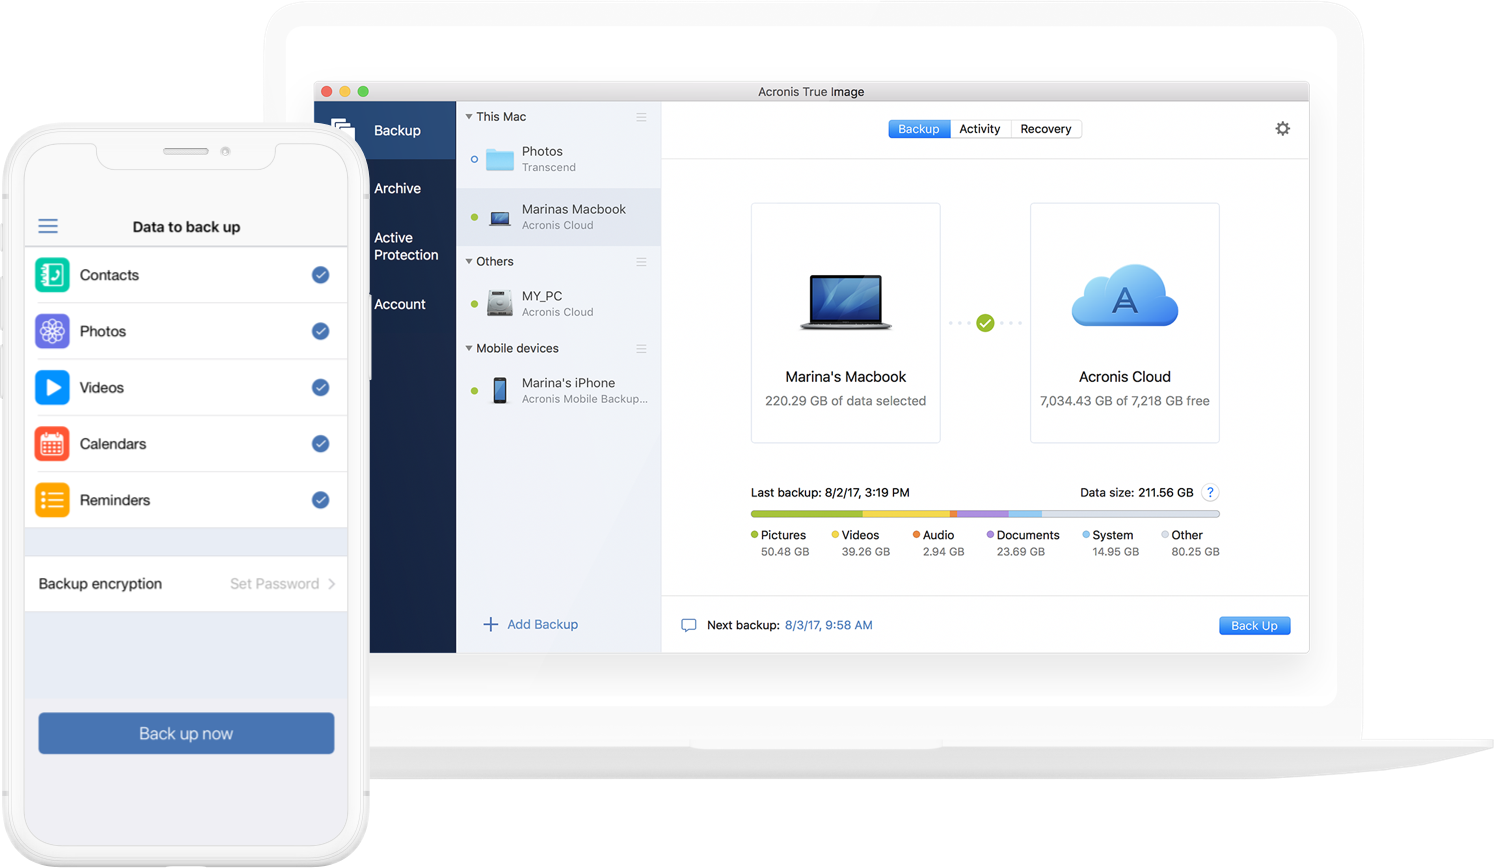 Data to back up
Contacts
Photos
Videos
Calendars
Reminders
Backup encryption Set Password
Back up now
Acronis True Image
Backup
Archive
Active
Protection
Account
This Mac
Photos
Transcend
Marinas Macbook
Acronis Cloud
Others
MY_PC
Acronis Cloud
Mobile devices
Marina's iPhone
Acronis Mobile Backup...
Add Backup
Backup Activity Recovery
Marina's Macbook
220.29 GB of data selected
A
Acronis Cloud
7,034.43 GB of 7,218 GB free
Last backup: 8/2/17, 3:19 PM
Data size: 211.56 GB ?
Pictures Videos Audio Documents System Other
50.48 GB 39.26 GB 2.94 GB 23.69 GB 14.95 GB 80.25 GB
Next backup: 8/3/17, 9:58 AM
Back Up